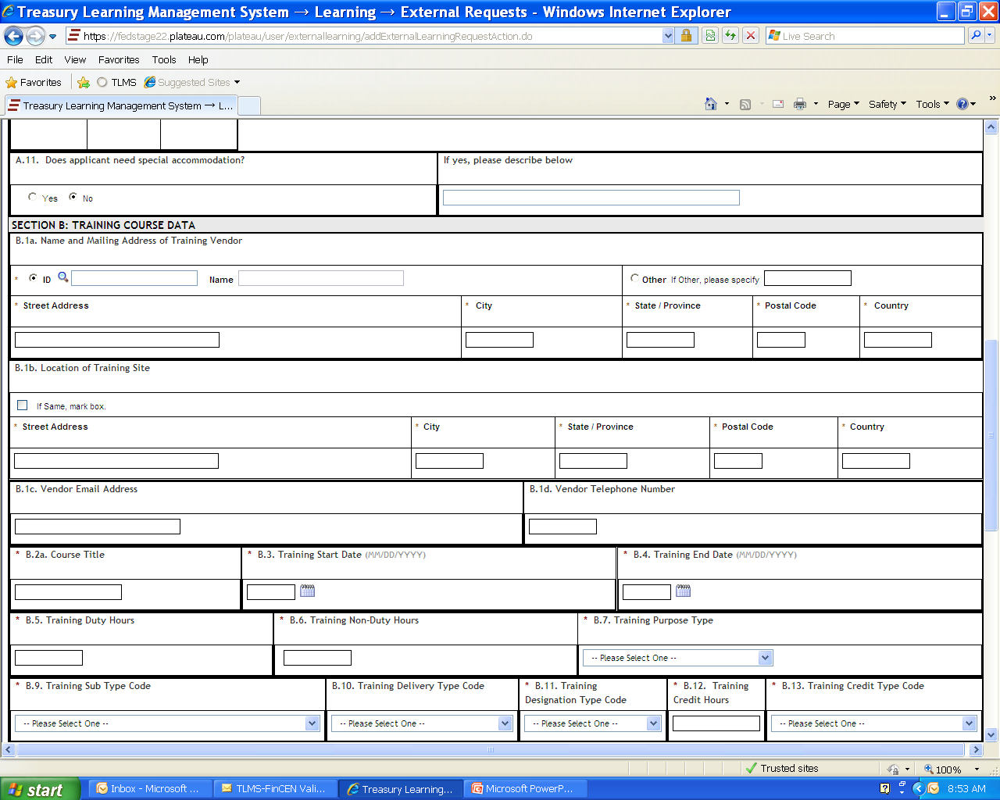 Treasury Learning Management System → Learning → External Requests - Windows Internet Explorer
https://fedstage22.plateau.com/plateau/user/externallearning/addExternalLearningRequestAction.do
Live Search
File Edit View Favorites Tools Help
Favorites TLMS Suggested Sites
Treasury Learning Management System → L... Page Safety Tools »
A.11. Does applicant need special accommodation? If yes, please describe below
Yes No
SECTION B: TRAINING COURSE DATA
B.1a. Name and Mailing Address of Training Vendor
* ID Name Other If Other, please specify
* Street Address * City * State / Province * Postal Code * Country
B.1b. Location of Training Site
If Same, mark box.
* Street Address * City * State / Province * Postal Code * Country
B.1c. Vendor Email Address B.1d. Vendor Telephone Number
* B.2a. Course Title * B.3. Training Start Date (MM/DD/YYYY) * B.4. Training End Date (MM/DD/YYYY)
* B.5. Training Duty Hours * B.6. Training Non-Duty Hours * B.7. Training Purpose Type
-- Please Select One --
* B.9. Training Sub Type Code B.10. Training Delivery Type Code * B.11. Training * B.12. Training * B.13. Training Credit Type Code
Designation Type Code Credit Hours
-- Please Select One -- -- Please Select One -- -- Please Select One -- -- Please Select One --
Trusted sites 100%
start Inbox - Microsoft ... TLMS-FinCEN Vali... Treasury Learning... Microsoft PowerP... 8:53 AM